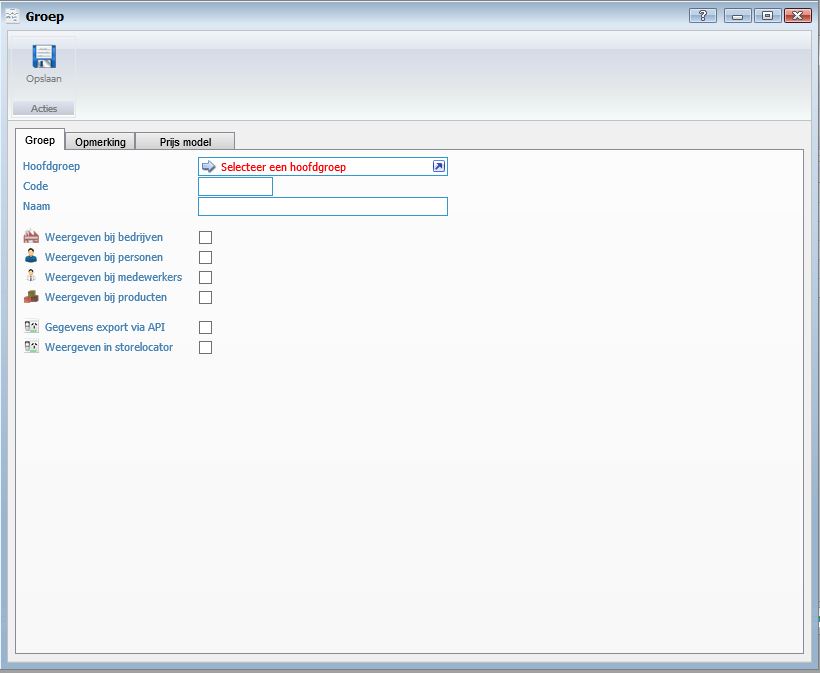 Groep
?
Opslaan
Acties
Groep
Opmerking
Prijs model
Hoofdgroep
Selecteer een hoofdgroep
Code
Naam
Weergeven bij bedrijven
Weergeven bij personen
Weergeven bij medewerkers
Weergeven bij producten
Gegevens export via API
Weergeven in storelocator